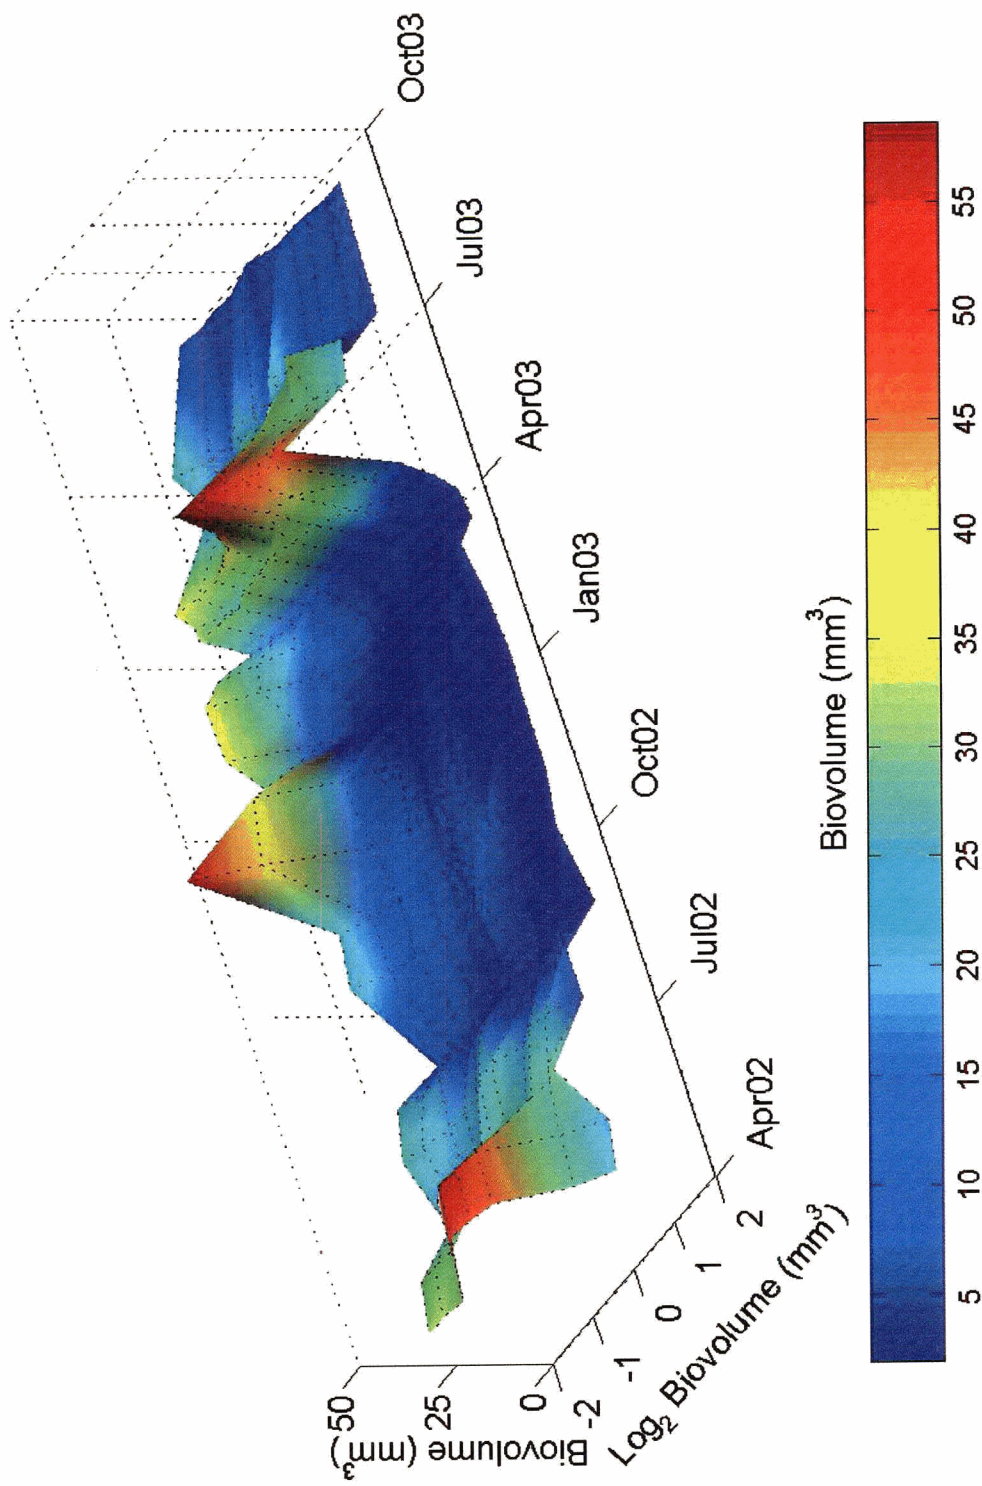 50
25
0
Biovolume (mm³)
-2
-1
0
1
2
Log₂ Biovolume (mm³)
Apr02
Jul02
Oct02
Jan03
Apr03
Jul03
Oct03
Biovolume (mm³)
5
10
15
20
25
30
35
40
45
50
55